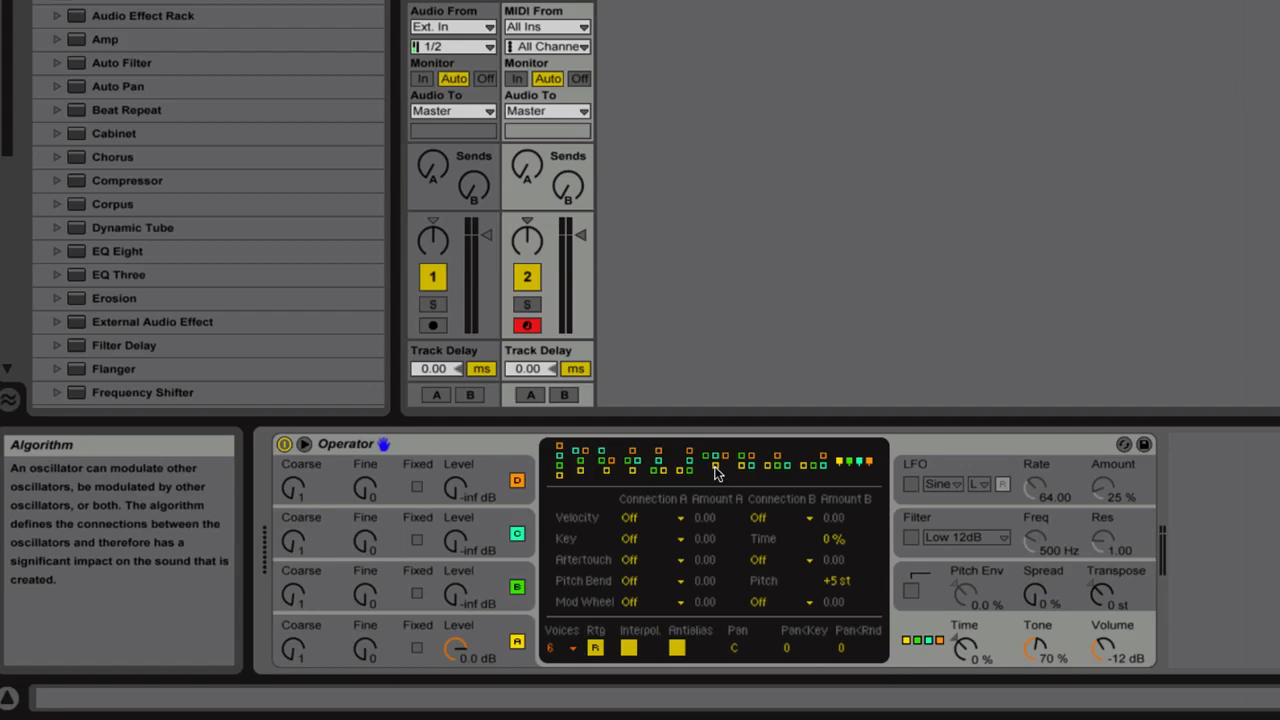 Audio Effect Rack
Amp
Auto Filter
Auto Pan
Beat Repeat
Cabinet
Chorus
Compressor
Corpus
Dynamic Tube
EQ Eight
EQ Three
Erosion
External Audio Effect
Filter Delay
Flanger
Frequency Shifter
Audio From
Ext. In
1/2
Monitor
In Auto Off
Audio To
Master
Sends
A
B
1
S
Track Delay
0.00 ms
A B
MIDI From
All Ins
All Channe
Monitor
In Auto Off
Audio To
Master
Sends
A
B
2
S
Track Delay
0.00 ms
A B
Algorithm
An oscillator can modulate other
oscillators, be modulated by other
oscillators, or both. The algorithm
defines the connections between the
oscillators and therefore has a
significant impact on the sound that is
created.
Operator
Coarse Fine Fixed Level
1 0 -inf dB D
Coarse Fine Fixed Level
1 0 -inf dB C
Coarse Fine Fixed Level
1 0 -inf dB B
Coarse Fine Fixed Level
1 0 0.0 dB A
Connection A Amount A Connection B Amount B
Velocity Off 0.00 Off 0.00
Key Off 0.00 Time 0 %
Aftertouch Off 0.00 Off 0.00
Pitch Bend Off 0.00 Pitch +5 st
Mod Wheel Off 0.00 Off 0.00
Voices Rtg Interpol. Antialias Pan Pan<Key Pan<Rnd
6 R C 0 0
LFO Rate Amount
Sine L R 64.00 25 %
Filter Freq Res
Low 12dB 500 Hz 1.00
Pitch Env Spread Transpose
0.0 % 0 % 0 st
Time Tone Volume
0 % 70 % -12 dB